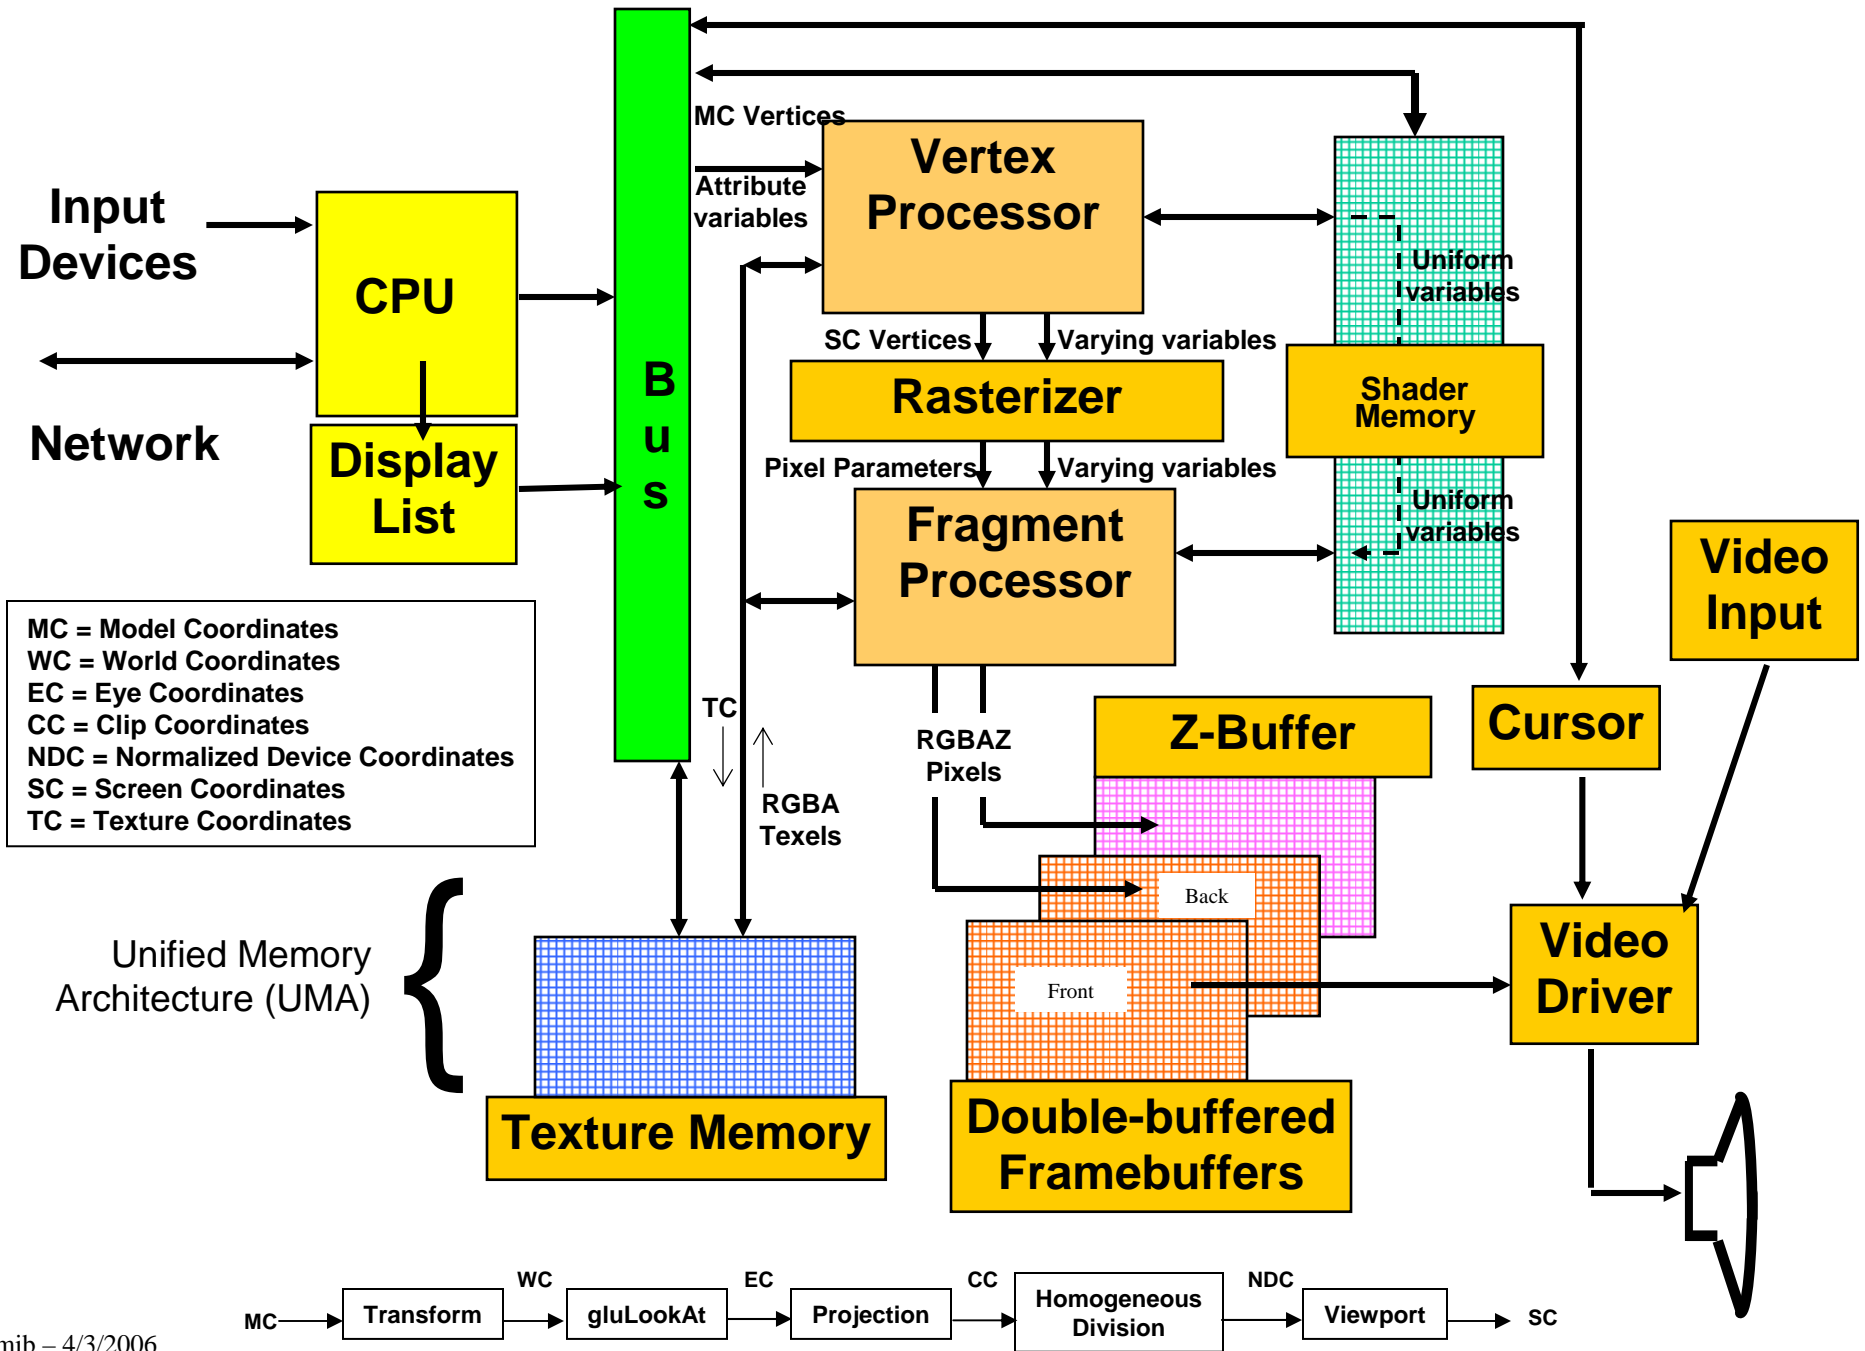 MC Vertices
Input
Devices
CPU
Network
Display
List
B
u
s
Attribute
variables
Vertex
Processor
SC Vertices
Varying variables
Rasterizer
Pixel Parameters
Varying variables
Fragment
Processor
Uniform
variables
Shader
Memory
Uniform
variables
Video
Input
MC = Model Coordinates
WC = World Coordinates
EC = Eye Coordinates
CC = Clip Coordinates
NDC = Normalized Device Coordinates
SC = Screen Coordinates
TC = Texture Coordinates
TC
RGBA
Texels
RGBAZ
Pixels
Z-Buffer
Cursor
Back
Front
Video
Driver
Unified Memory
Architecture (UMA)
{
Texture Memory
Double-buffered
Framebuffers
MC
Transform
WC
gluLookAt
EC
Projection
CC
Homogeneous
Division
NDC
Viewport
SC
mjb – 4/3/2006